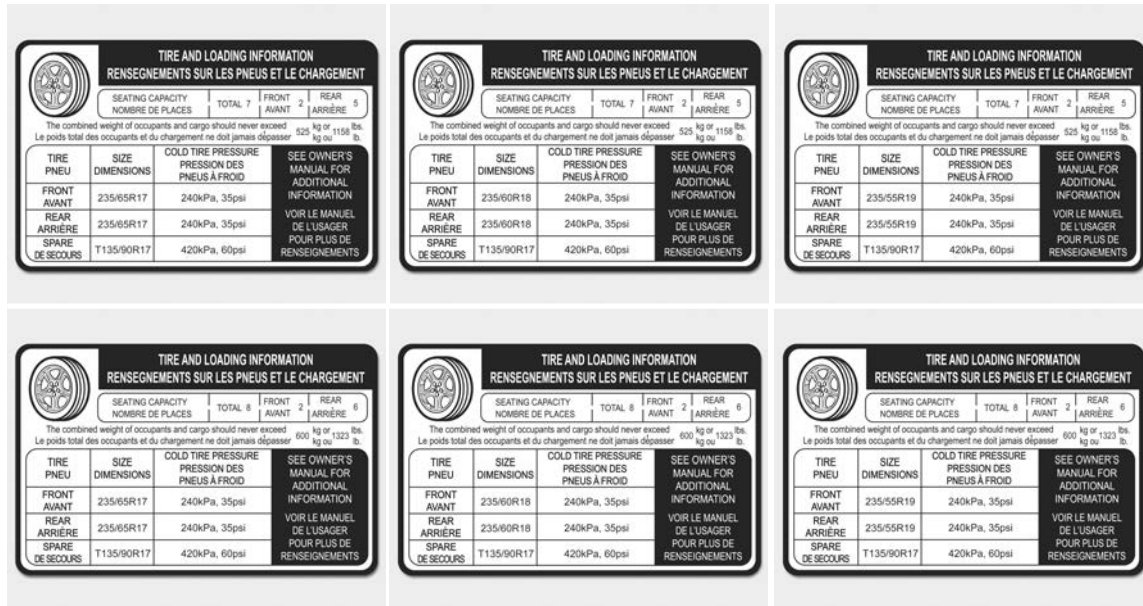 TIRE AND LOADING INFORMATION
RENSEGNEMENTS SUR LES PNEUS ET LE CHARGEMENT
SEATING CAPACITY
NOMBRE DE PLACES
TOTAL 7
FRONT
AVANT
2
REAR
ARRIÈRE
5
The combined weight of occupants and cargo should never exceed
Le poids total des occupants et du chargement ne doit jamais dépasser
525
kg or
kg ou
1158
lbs.
lb.
TIRE
PNEU
SIZE
DIMENSIONS
COLD TIRE PRESSURE
PRESSION DES
PNEUS À FROID
FRONT
AVANT
235/65R17
240kPa, 35psi
REAR
ARRIÈRE
235/65R17
240kPa, 35psi
SPARE
DE SECOURS
T135/90R17
420kPa, 60psi
SEE OWNER'S
MANUAL FOR
ADDITIONAL
INFORMATION
VOIR LE MANUEL
DE L'USAGER
POUR PLUS DE
RENSEIGNEMENTS
TIRE AND LOADING INFORMATION
RENSEGNEMENTS SUR LES PNEUS ET LE CHARGEMENT
SEATING CAPACITY
NOMBRE DE PLACES
TOTAL 7
FRONT
AVANT
2
REAR
ARRIÈRE
5
The combined weight of occupants and cargo should never exceed
Le poids total des occupants et du chargement ne doit jamais dépasser
525
kg or
kg ou
1158
lbs.
lb.
TIRE
PNEU
SIZE
DIMENSIONS
COLD TIRE PRESSURE
PRESSION DES
PNEUS À FROID
FRONT
AVANT
235/60R18
240kPa, 35psi
REAR
ARRIÈRE
235/60R18
240kPa, 35psi
SPARE
DE SECOURS
T135/90R17
420kPa, 60psi
SEE OWNER'S
MANUAL FOR
ADDITIONAL
INFORMATION
VOIR LE MANUEL
DE L'USAGER
POUR PLUS DE
RENSEIGNEMENTS
TIRE AND LOADING INFORMATION
RENSEGNEMENTS SUR LES PNEUS ET LE CHARGEMENT
SEATING CAPACITY
NOMBRE DE PLACES
TOTAL 7
FRONT
AVANT
2
REAR
ARRIÈRE
5
The combined weight of occupants and cargo should never exceed
Le poids total des occupants et du chargement ne doit jamais dépasser
525
kg or
kg ou
1158
lbs.
lb.
TIRE
PNEU
SIZE
DIMENSIONS
COLD TIRE PRESSURE
PRESSION DES
PNEUS À FROID
FRONT
AVANT
235/55R19
240kPa, 35psi
REAR
ARRIÈRE
235/55R19
240kPa, 35psi
SPARE
DE SECOURS
T135/90R17
420kPa, 60psi
SEE OWNER'S
MANUAL FOR
ADDITIONAL
INFORMATION
VOIR LE MANUEL
DE L'USAGER
POUR PLUS DE
RENSEIGNEMENTS
TIRE AND LOADING INFORMATION
RENSEGNEMENTS SUR LES PNEUS ET LE CHARGEMENT
SEATING CAPACITY
NOMBRE DE PLACES
TOTAL 8
FRONT
AVANT
2
REAR
ARRIÈRE
6
The combined weight of occupants and cargo should never exceed
Le poids total des occupants et du chargement ne doit jamais dépasser
600
kg or
kg ou
1323
lbs.
lb.
TIRE
PNEU
SIZE
DIMENSIONS
COLD TIRE PRESSURE
PRESSION DES
PNEUS À FROID
FRONT
AVANT
235/65R17
240kPa, 35psi
REAR
ARRIÈRE
235/65R17
240kPa, 35psi
SPARE
DE SECOURS
T135/90R17
420kPa, 60psi
SEE OWNER'S
MANUAL FOR
ADDITIONAL
INFORMATION
VOIR LE MANUEL
DE L'USAGER
POUR PLUS DE
RENSEIGNEMENTS
TIRE AND LOADING INFORMATION
RENSEGNEMENTS SUR LES PNEUS ET LE CHARGEMENT
SEATING CAPACITY
NOMBRE DE PLACES
TOTAL 8
FRONT
AVANT
2
REAR
ARRIÈRE
6
The combined weight of occupants and cargo should never exceed
Le poids total des occupants et du chargement ne doit jamais dépasser
600
kg or
kg ou
1323
lbs.
lb.
TIRE
PNEU
SIZE
DIMENSIONS
COLD TIRE PRESSURE
PRESSION DES
PNEUS À FROID
FRONT
AVANT
235/60R18
240kPa, 35psi
REAR
ARRIÈRE
235/60R18
240kPa, 35psi
SPARE
DE SECOURS
T135/90R17
420kPa, 60psi
SEE OWNER'S
MANUAL FOR
ADDITIONAL
INFORMATION
VOIR LE MANUEL
DE L'USAGER
POUR PLUS DE
RENSEIGNEMENTS
TIRE AND LOADING INFORMATION
RENSEGNEMENTS SUR LES PNEUS ET LE CHARGEMENT
SEATING CAPACITY
NOMBRE DE PLACES
TOTAL 8
FRONT
AVANT
2
REAR
ARRIÈRE
6
The combined weight of occupants and cargo should never exceed
Le poids total des occupants et du chargement ne doit jamais dépasser
600
kg or
kg ou
1323
lbs.
lb.
TIRE
PNEU
SIZE
DIMENSIONS
COLD TIRE PRESSURE
PRESSION DES
PNEUS À FROID
FRONT
AVANT
235/55R19
240kPa, 35psi
REAR
ARRIÈRE
235/55R19
240kPa, 35psi
SPARE
DE SECOURS
T135/90R17
420kPa, 60psi
SEE OWNER'S
MANUAL FOR
ADDITIONAL
INFORMATION
VOIR LE MANUEL
DE L'USAGER
POUR PLUS DE
RENSEIGNEMENTS